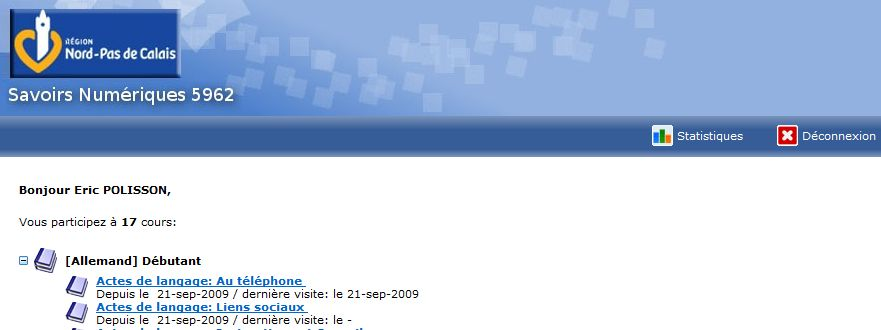 RÉGION
Nord-Pas de Calais
Savoirs Numériques 5962
Statistiques
Déconnexion
Bonjour Eric POLISSON,
Vous participez à 17 cours:
[Allemand] Débutant
Actes de langage: Au téléphone
Depuis le 21-sep-2009 / dernière visite: le 21-sep-2009
Actes de langage: Liens sociaux
Depuis le 21-sep-2009 / dernière visite: le -